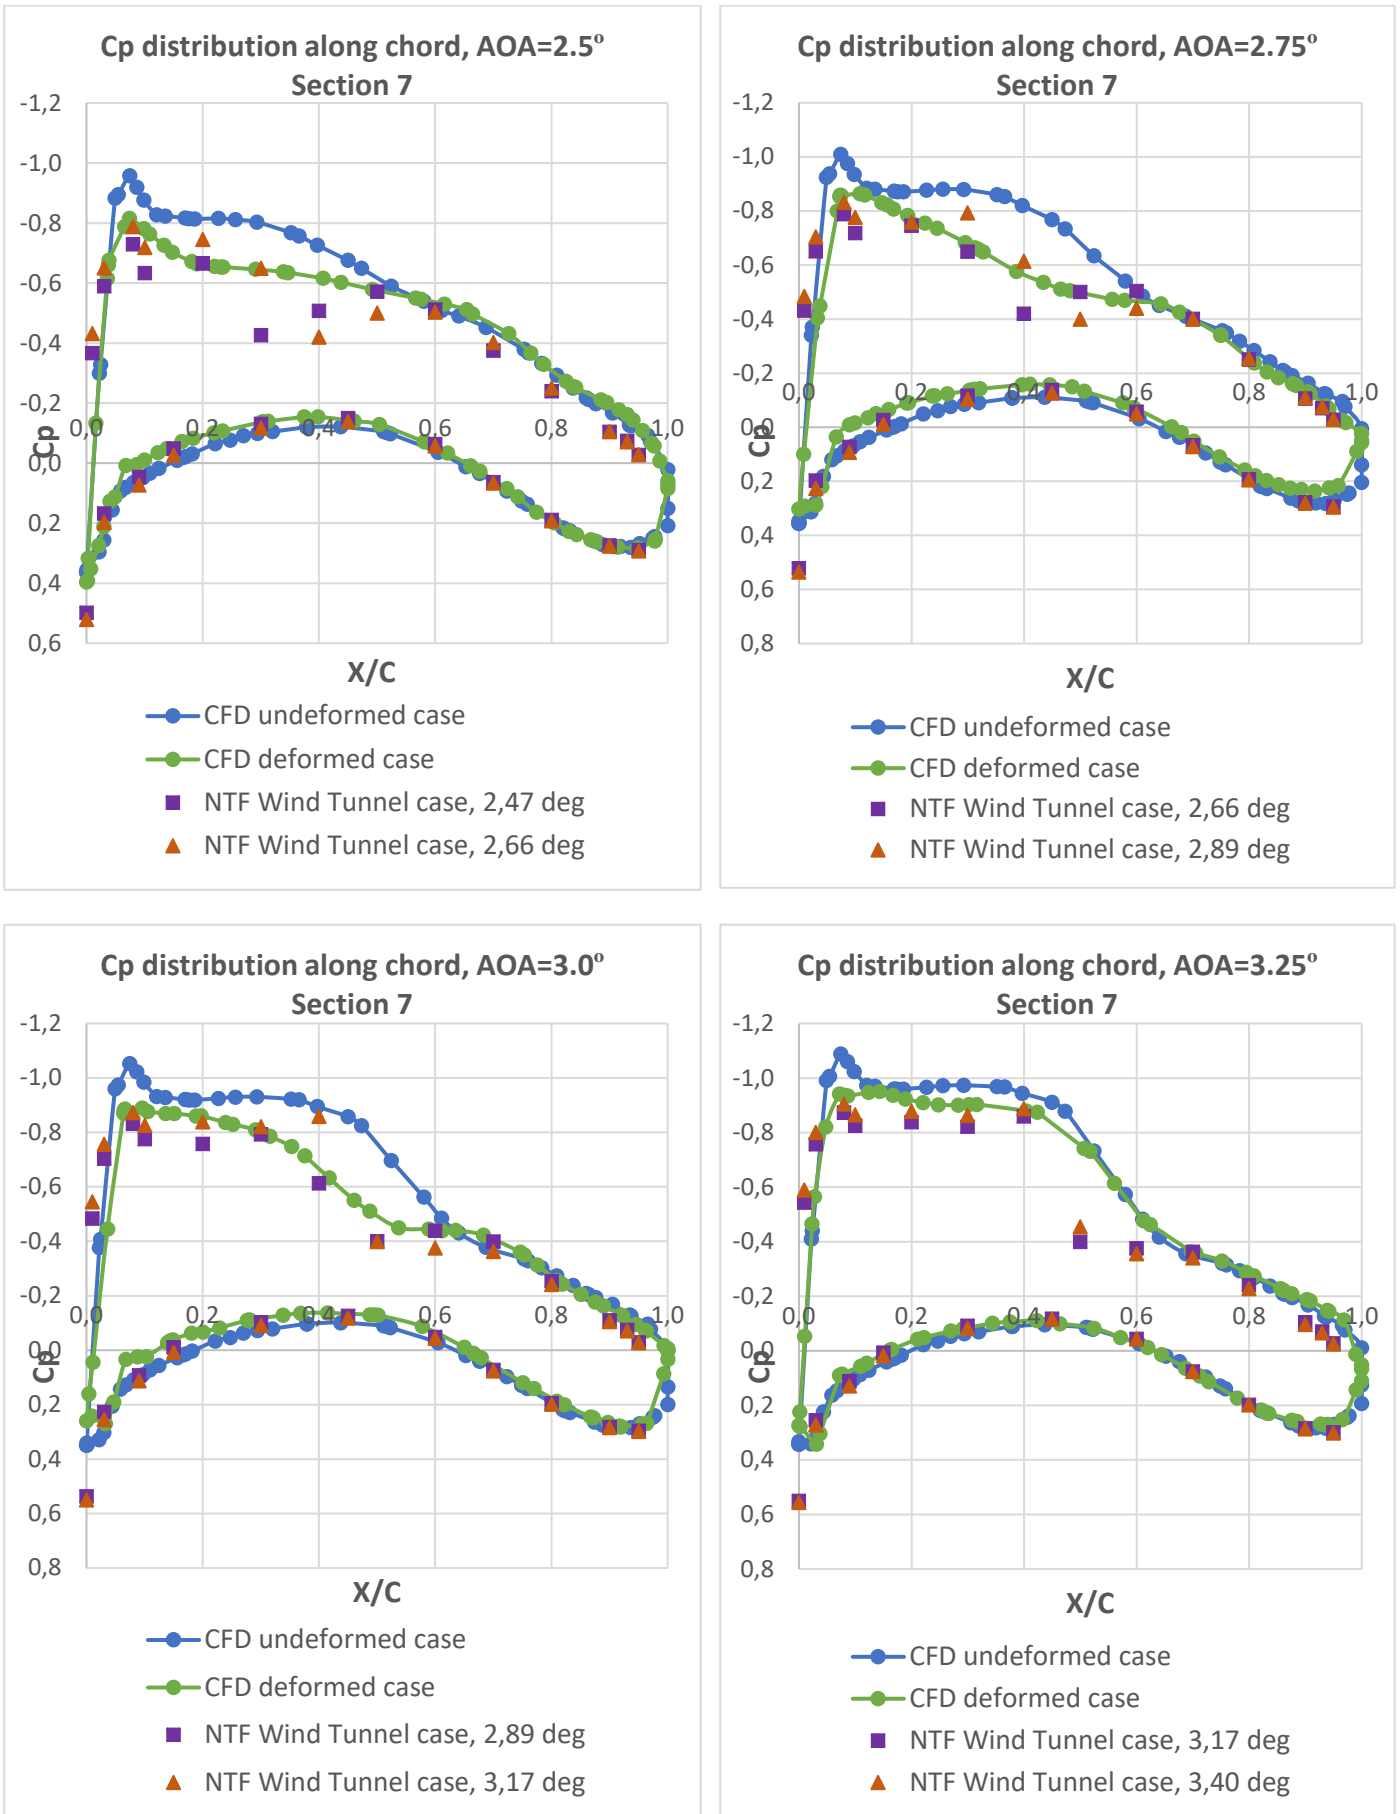 Cp distribution along chord, AOA=2.5º
Section 7
-1,2
-1,0
-0,8
-0,6
-0,4
-0,2
0,0
0,2
0,4
0,6
0,0
0,2
0,4
0,6
0,8
1,0
Cp
X/C
CFD undeformed case
CFD deformed case
NTF Wind Tunnel case, 2,47 deg
NTF Wind Tunnel case, 2,66 deg
Cp distribution along chord, AOA=2.75º
Section 7
-1,2
-1,0
-0,8
-0,6
-0,4
-0,2
0,0
0,2
0,4
0,6
0,8
0,0
0,2
0,4
0,6
0,8
1,0
Cp
X/C
CFD undeformed case
CFD deformed case
NTF Wind Tunnel case, 2,66 deg
NTF Wind Tunnel case, 2,89 deg
Cp distribution along chord, AOA=3.0º
Section 7
-1,2
-1,0
-0,8
-0,6
-0,4
-0,2
0,0
0,2
0,4
0,6
0,8
0,0
0,2
0,4
0,6
0,8
1,0
Cp
X/C
CFD undeformed case
CFD deformed case
NTF Wind Tunnel case, 2,89 deg
NTF Wind Tunnel case, 3,17 deg
Cp distribution along chord, AOA=3.25º
Section 7
-1,2
-1,0
-0,8
-0,6
-0,4
-0,2
0,0
0,2
0,4
0,6
0,8
0,0
0,2
0,4
0,6
0,8
1,0
Cp
X/C
CFD undeformed case
CFD deformed case
NTF Wind Tunnel case, 3,17 deg
NTF Wind Tunnel case, 3,40 deg